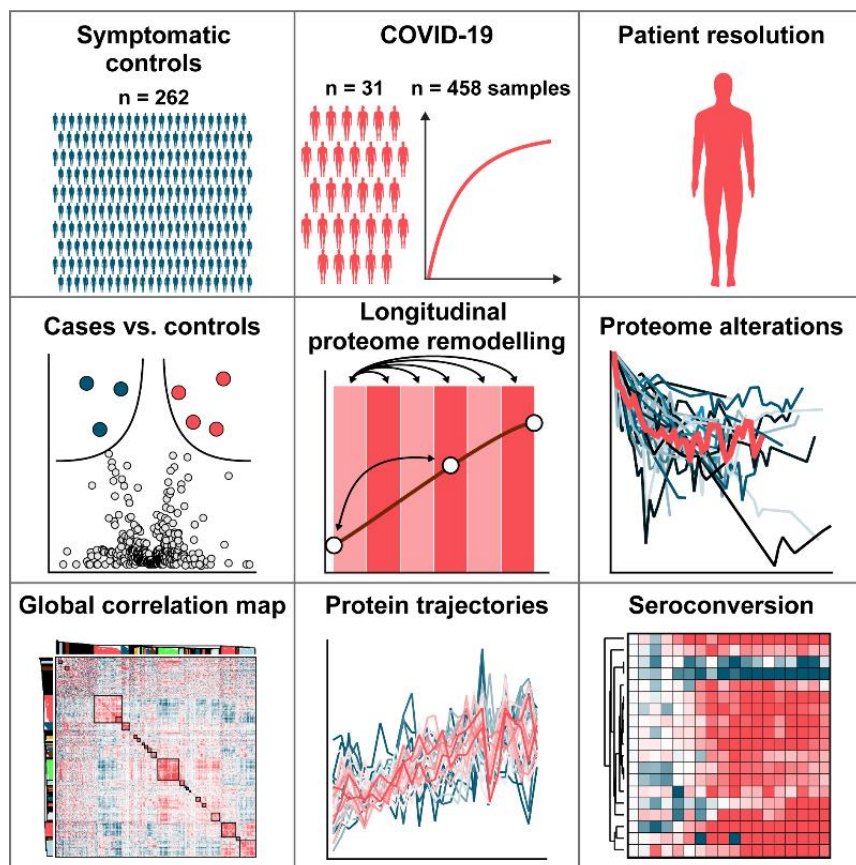 Symptomatic
controls
n = 262
COVID-19
n = 31
n = 458 samples
Patient resolution
Cases vs. controls
Longitudinal
proteome remodelling
Proteome alterations
Global correlation map
Protein trajectories
Seroconversion